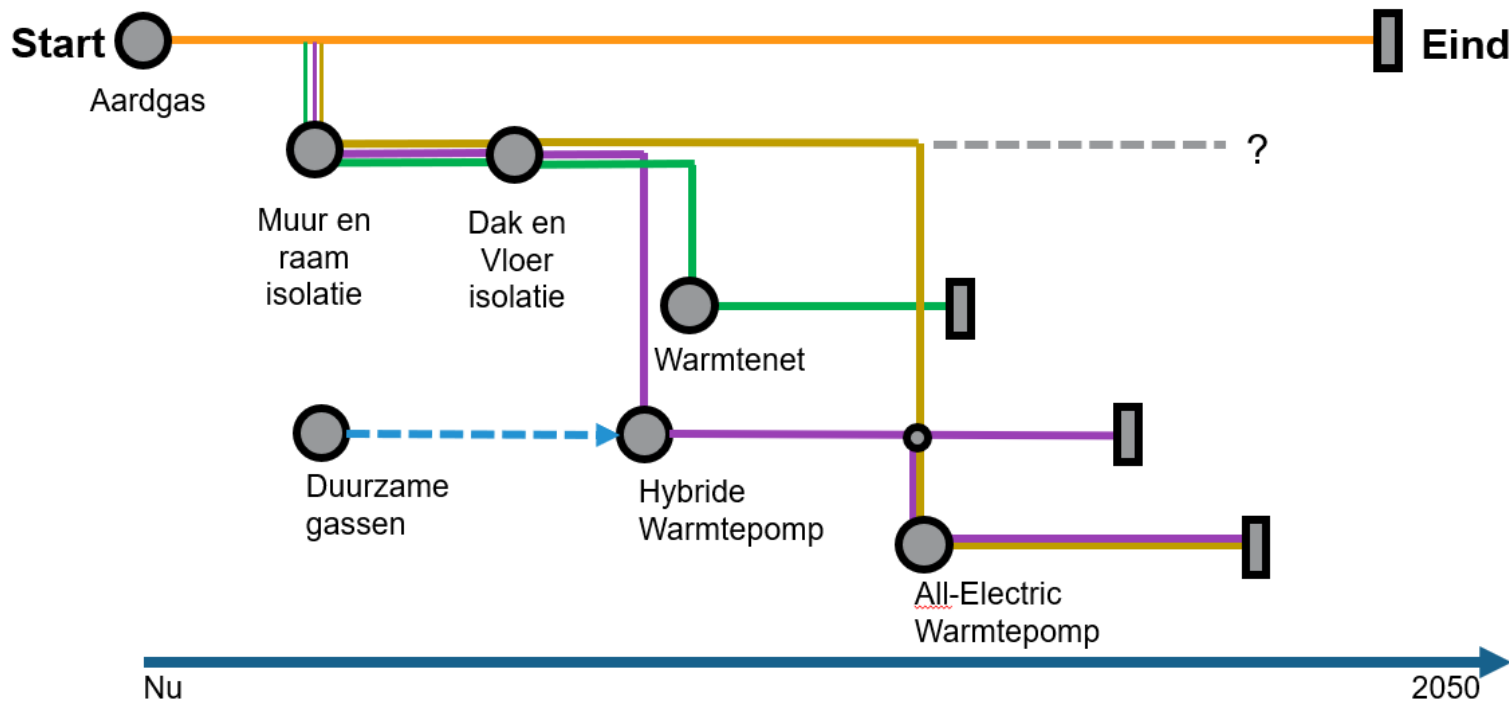 Start
Eind
Aardgas
?
Muur en
raam
isolatie
Dak en
Vloer
isolatie
Warmtenet
Duurzame
gassen
Hybride
Warmtepomp
All-Electric
Warmtepomp
Nu
2050